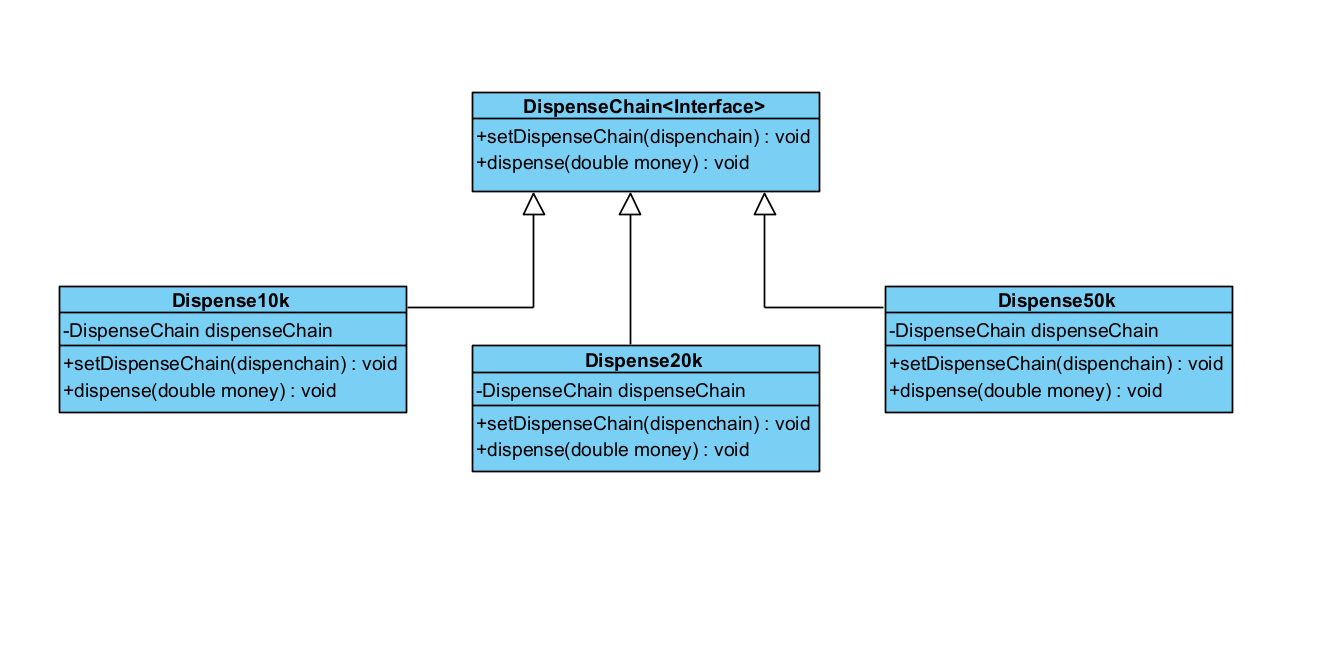 DispenseChain<Interface>
+setDispenseChain(dispenchain) : void
+dispense(double money) : void
Dispense10k
-DispenseChain dispenseChain
+setDispenseChain(dispenchain) : void
+dispense(double money) : void
Dispense20k
-DispenseChain dispenseChain
+setDispenseChain(dispenchain) : void
+dispense(double money) : void
Dispense50k
-DispenseChain dispenseChain
+setDispenseChain(dispenchain) : void
+dispense(double money) : void